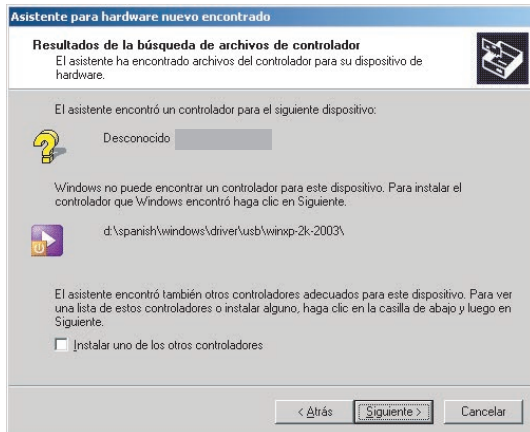 Asistente para hardware nuevo encontrado
Resultados de la búsqueda de archivos de controlador
El asistente ha encontrado archivos del controlador para su dispositivo de
hardware.
El asistente encontró un controlador para el siguiente dispositivo:
Desconocido
Windows no puede encontrar un controlador para este dispositivo. Para instalar el
controlador que Windows encontró haga clic en Siguiente.
d:\spanish\windows\driver\usb\winxp-2k-2003\
El asistente encontró también otros controladores adecuados para este dispositivo. Para ver
una lista de estos controladores o instalar alguno, haga clic en la casilla de abajo y luego en
Siguiente.
Instalar uno de los otros controladores
< Atrás Siguiente > Cancelar